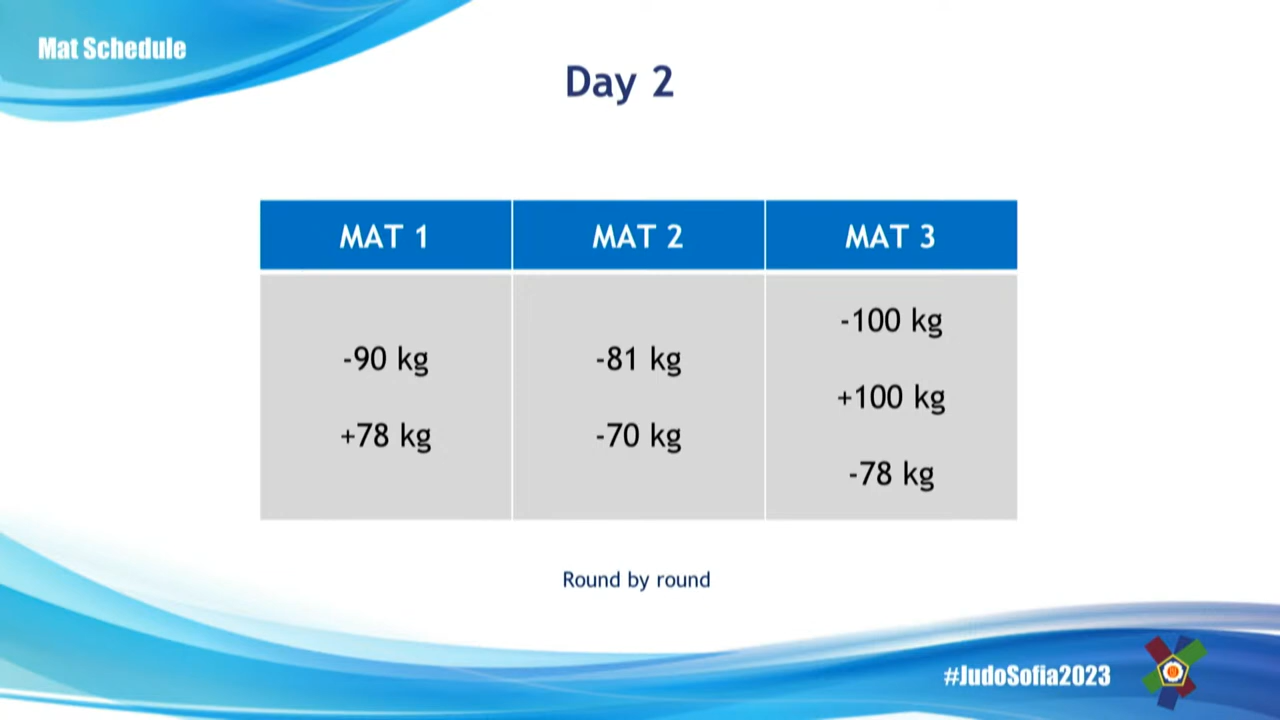 Mat Schedule
Day 2
MAT 1 MAT 2 MAT 3
-90 kg
+78 kg
-81 kg
-70 kg
-100 kg
+100 kg
-78 kg
Round by round
#JudoSofia2023